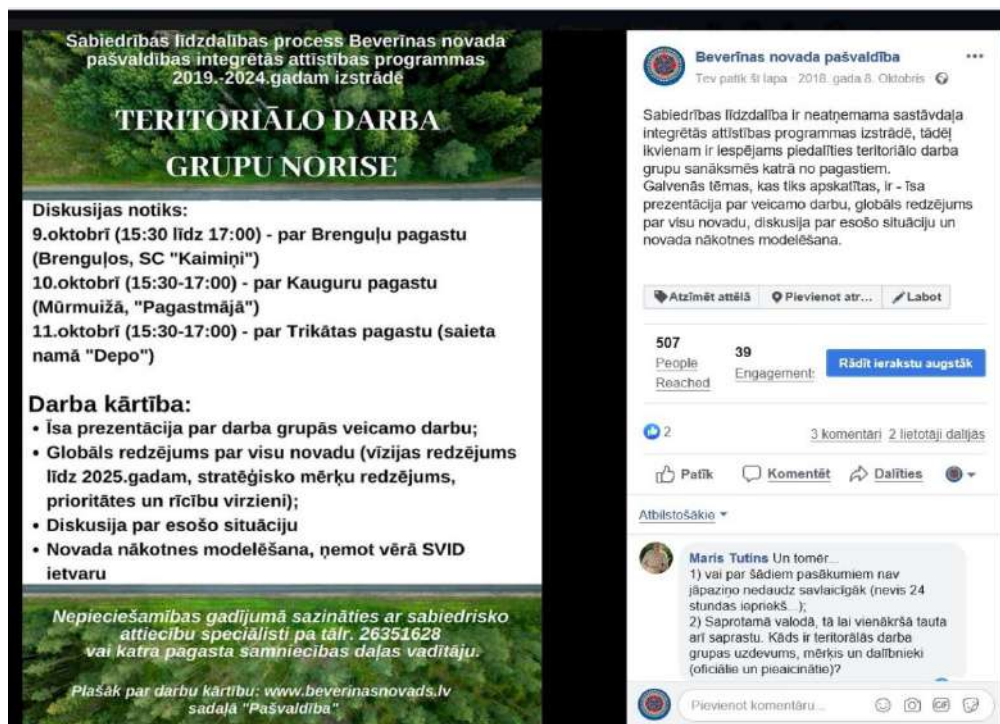 Sabiedrības līdzdalības process Beverīnas novada
pašvaldības integrētās attīstības programmas
2019.-2024.gadam izstrādē
TERITORIĀLO DARBA
GRUPU NORISE
Diskusijas notiks:
9.oktobrī (15:30 līdz 17:00) - par Brenguļu pagastu
(Brenguļos, SC "Kaimiņi")
10.oktobrī (15:30-17:00) - par Kauguru pagastu
(Mūrmuižā, "Pagastmājā")
11.oktobrī (15:30-17:00) - par Trikātas pagastu (saieta
namā "Depo")
Darba kārtība:
• Īsa prezentācija par darba grupās veicamo darbu;
• Globāls redzējums par visu novadu (vīzijas redzējums
līdz 2025.gadam, stratēģisko mērķu redzējums,
prioritātes un rīcību virzieni);
• Diskusija par esošo situāciju
• Novada nākotnes modelēšana, ņemot vērā SVID
ietvaru
Nepieciešamības gadījumā sazināties ar sabiedrisko
attiecību speciālisti pa tālr. 26351628
vai katra pagasta saimniecības daļas vadītāju.
Plašāk par darbu kārtību: www.beverinasnovads.lv
sadaļā "Pašvaldība"
Beverīnas novada pašvaldība
Tev patīk šī lapa · 2018. gada 8. Oktobris
Sabiedrības līdzdalība ir neatņemama sastāvdaļa
integrētās attīstības programmas izstrādē, tādēļ
ikvienam ir iespējams piedalīties teritoriālo darba
grupu sanāksmēs katrā no pagastiem.
Galvenās tēmas, kas tiks apskatītas, ir - īsa
prezentācija par veicamo darbu, globāls redzējums
par visu novadu, diskusija par esošo situāciju un
novada nākotnes modelēšana.
Atzīmēt attēlā Pievienot atr... Labot
507
People
Reached
39
Engagement:
Rādīt ierakstu augstāk
2
3 komentāri 2 lietotāji dalījās
Patīk Komentēt Dalīties
Atbilstošākie
Maris Tutins Un tomēr...
1) vai par šādiem pasākumiem nav
jāpaziņo nedaudz savlaicīgāk (nevis 24
stundas iepriekš...);
2) Saprotamā valodā, tā lai vienākršā tauta
arī saprastu. Kāds ir teritorālās darba
grupas uzdevums, mērķis un dalībnieki
(oficiālie un pieaicinātie)?
Pievienot komentāru...
GIF